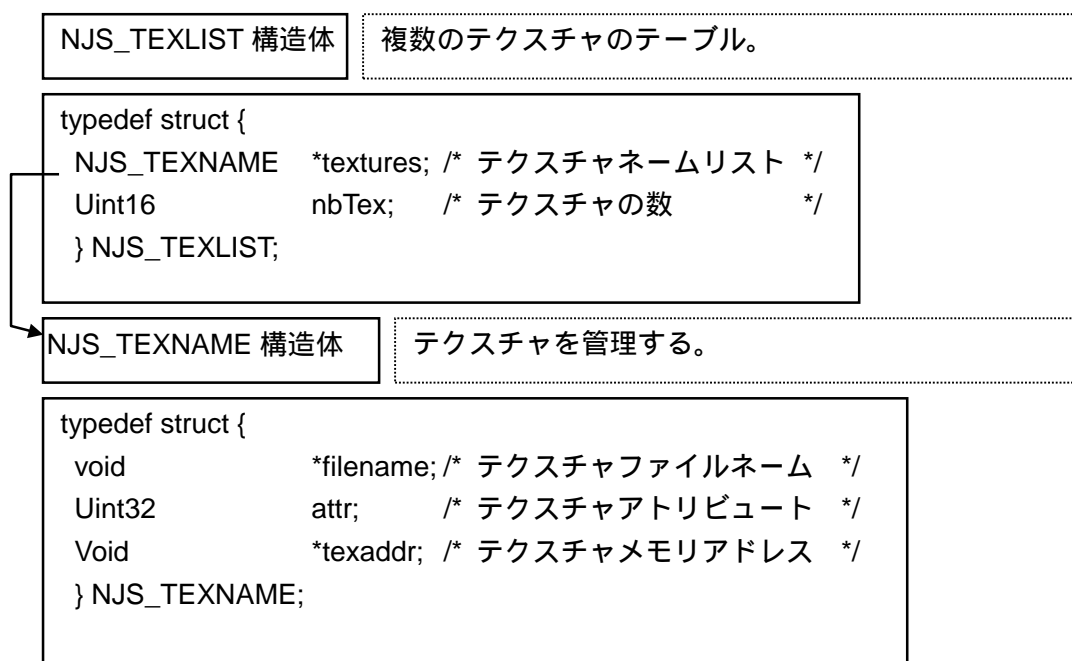 NJS_TEXLIST 構造体 複数のテクスチャのテーブル。
typedef struct {
NJS_TEXNAME *textures; /* テクスチャネームリスト */
Uint16 nbTex; /* テクスチャの数 */
} NJS_TEXLIST;
NJS_TEXNAME 構造体 テクスチャを管理する。
typedef struct {
void *filename; /* テクスチャファイルネーム */
Uint32 attr; /* テクスチャアトリビュート */
Void *texaddr; /* テクスチャメモリアドレス */
} NJS_TEXNAME;